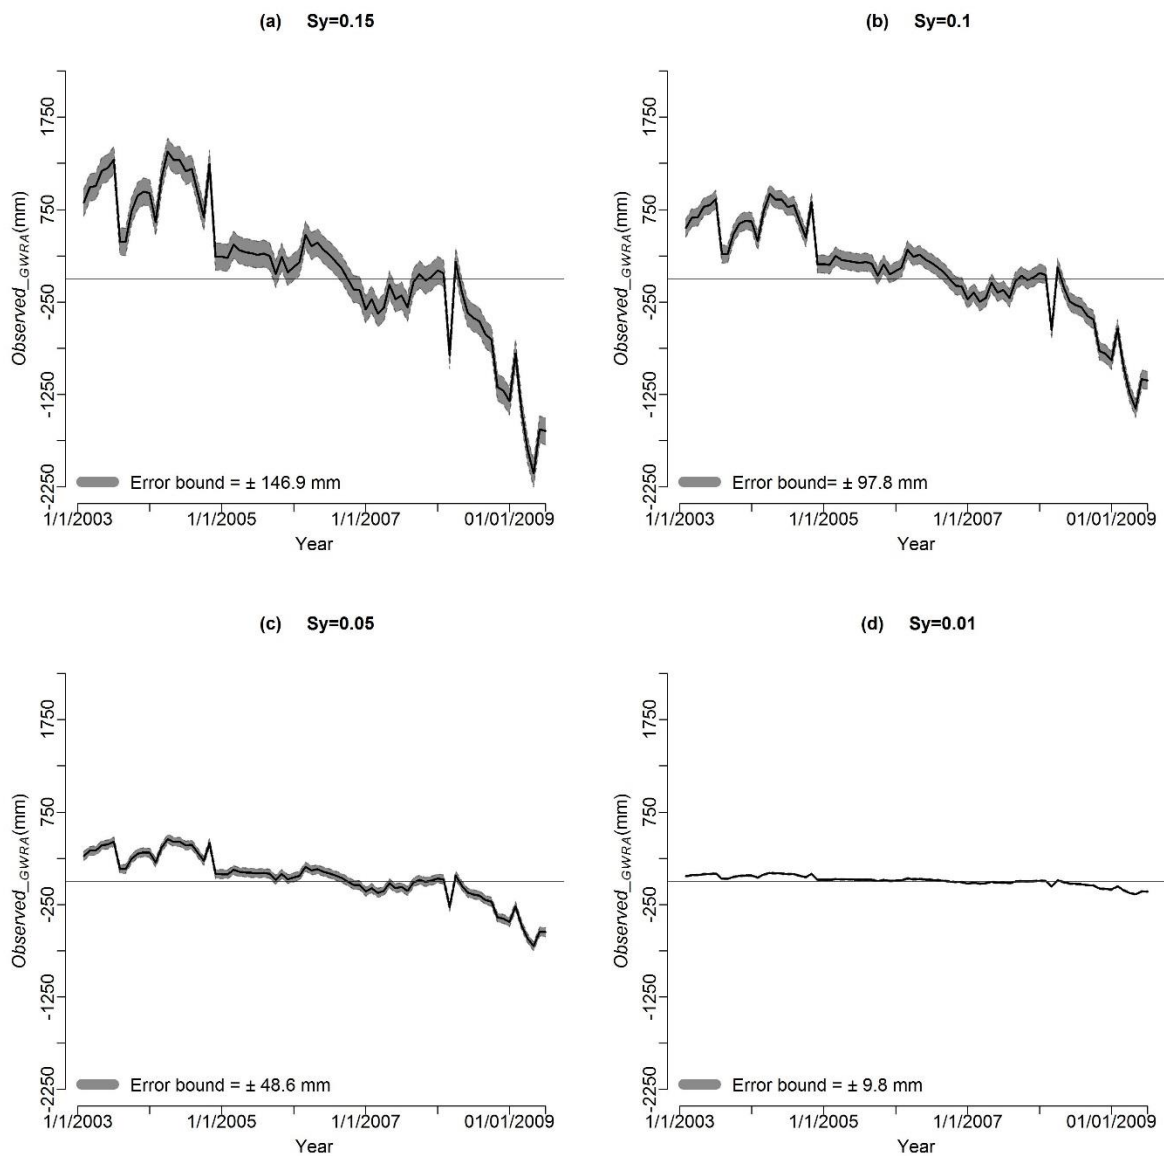 (a) Sy=0.15
1750
750
-250
-1250
-2250
Observed_GWRA(mm)
Error bound = ± 146.9 mm
1/1/2003 1/1/2005 1/1/2007 01/01/2009
Year
(b) Sy=0.1
1750
750
-250
-1250
-2250
Observed_GWRA(mm)
Error bound= ± 97.8 mm
1/1/2003 1/1/2005 1/1/2007 01/01/2009
Year
(c) Sy=0.05
1750
750
-250
-1250
-2250
Observed_GWRA(mm)
Error bound = ± 48.6 mm
1/1/2003 1/1/2005 1/1/2007 01/01/2009
Year
(d) Sy=0.01
1750
750
-250
-1250
-2250
Observed_GWRA(mm)
Error bound = ± 9.8 mm
1/1/2003 1/1/2005 1/1/2007 01/01/2009
Year